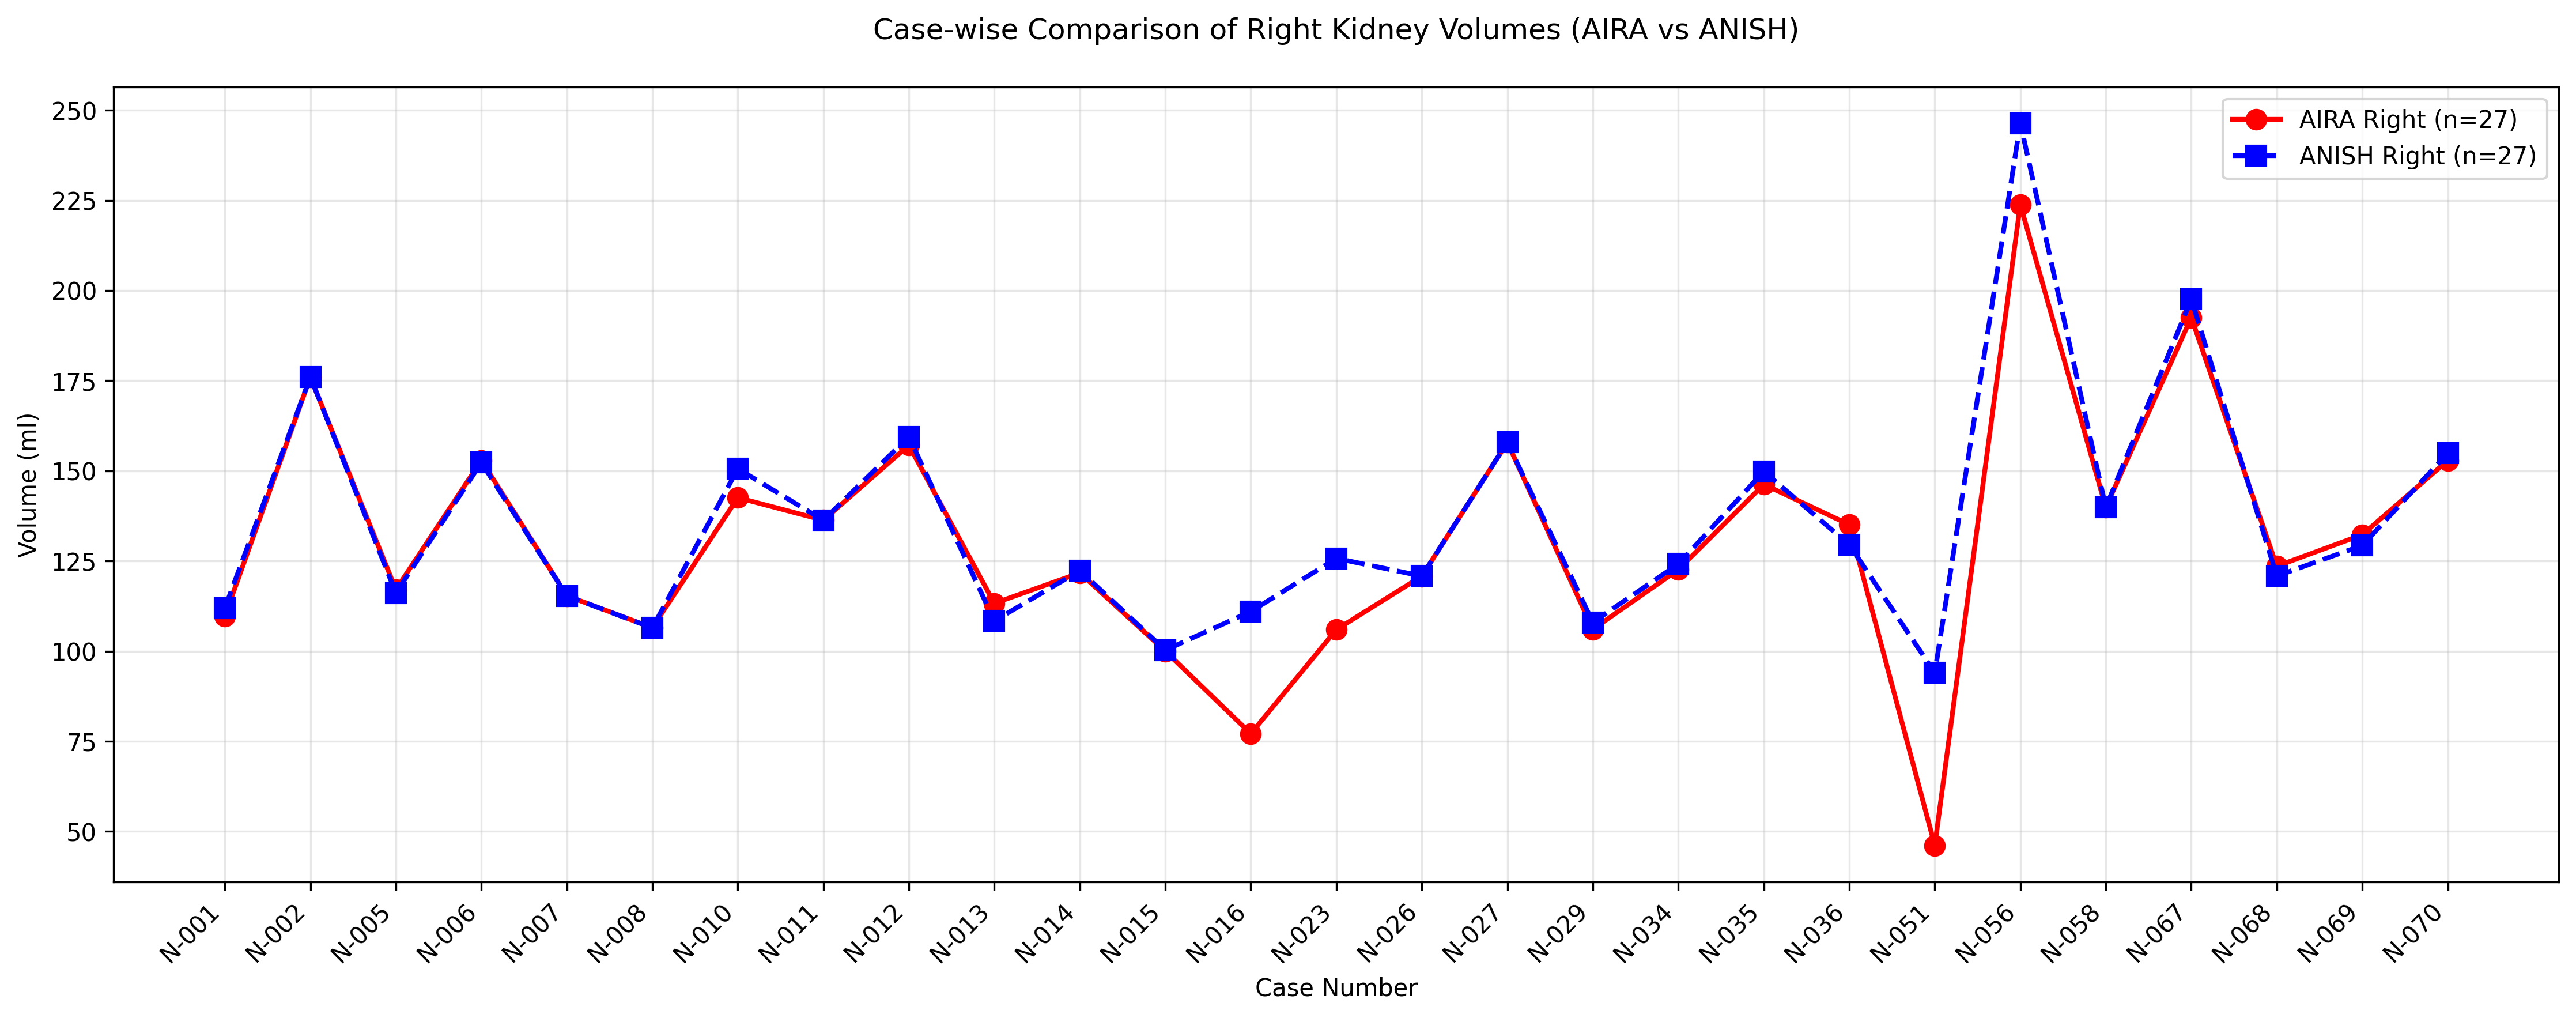 Case-wise Comparison of Right Kidney Volumes (AIRA vs ANISH)
AIRA Right (n=27)
ANISH Right (n=27)
Volume (ml)
250
225
200
175
150
125
100
75
50
N-001
N-002
N-005
N-006
N-007
N-008
N-010
N-011
N-012
N-013
N-014
N-015
N-016
N-023
N-026
N-027
N-029
N-034
N-035
N-036
N-051
N-056
N-058
N-067
N-068
N-069
N-070
Case Number